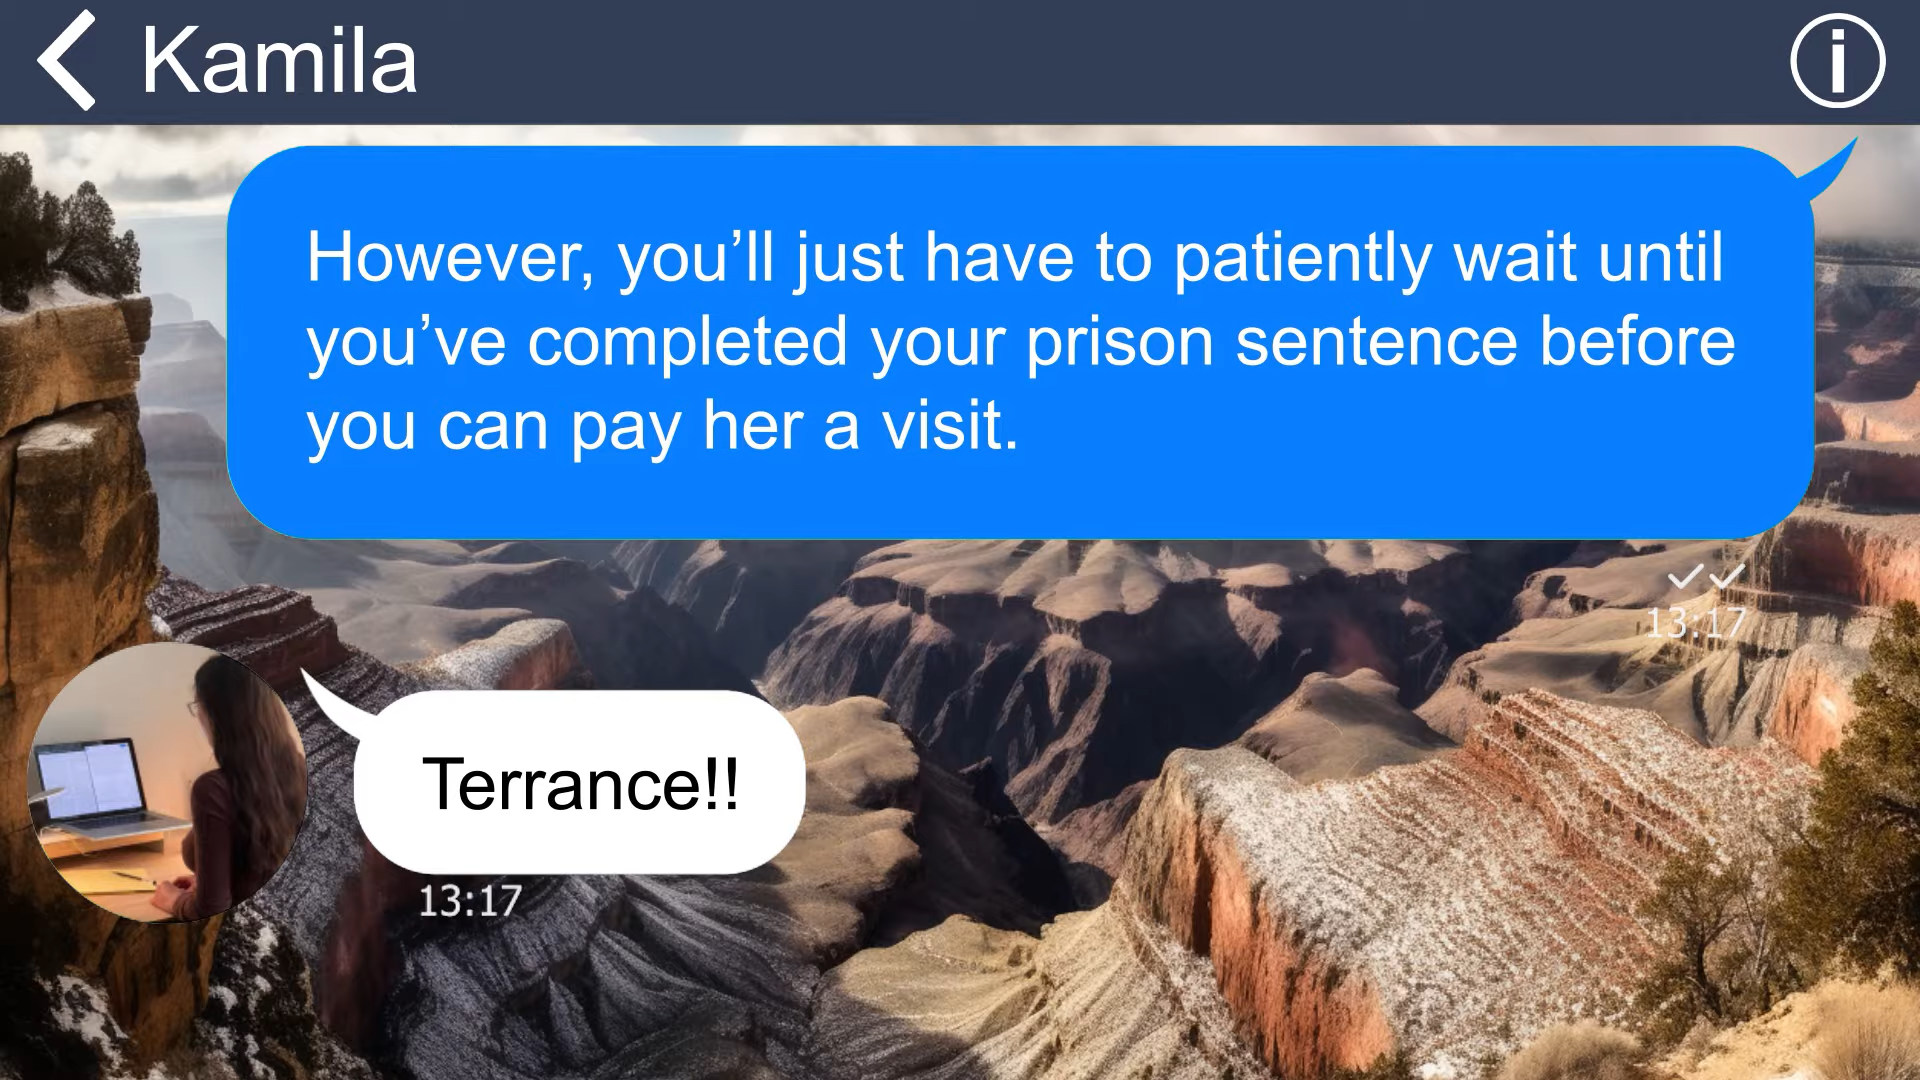 Kamila
However, you’ll just have to patiently wait until
you’ve completed your prison sentence before
you can pay her a visit.
13:17
Terrance!!
13:17